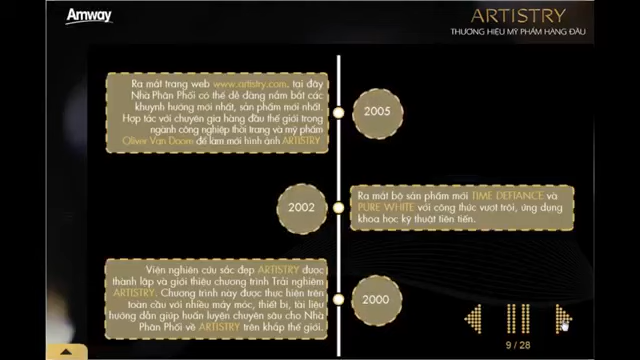 Amway
ARTISTRY
THƯƠNG HIỆU MỸ PHẨM HÀNG ĐẦU
Ra mắt trang web www.artistry.com, tại đây
Nhà Phân Phối có thể dễ dàng nắm bắt các
khuynh hướng mới nhất, sản phẩm mới nhất.
Hợp tác với chuyên gia hàng đầu thế giới trong
ngành công nghiệp thời trang và mỹ phẩm
Oliver Van Doorn để làm mới hình ảnh ARTISTRY
2005
2002
Ra mắt bộ sản phẩm mới TIME DEFIANCE và
PURE WHITE với công thức vượt trội, ứng dụng
khoa học kỹ thuật tiên tiến.
Viện nghiên cứu sắc đẹp ARTISTRY được
thành lập và giới thiệu chương trình Trải nghiệm
ARTISTRY. Chương trình này được thực hiện trên
toàn cầu với nhiều máy móc, thiết bị, tài liệu
hướng dẫn giúp huấn luyện chuyên sâu cho Nhà
Phân Phối về ARTISTRY trên khắp thế giới.
2000
9 / 28